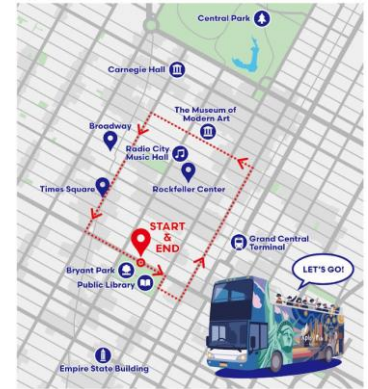 Central Park
Carnegie Hall
The Museum of
Modern Art
Broadway
Radio City
Music Hall
Times Square
Rockfeller Center
START
&
END
Grand Central
Terminal
LET'S GO!
Bryant Park
Public Library
Empire State Building